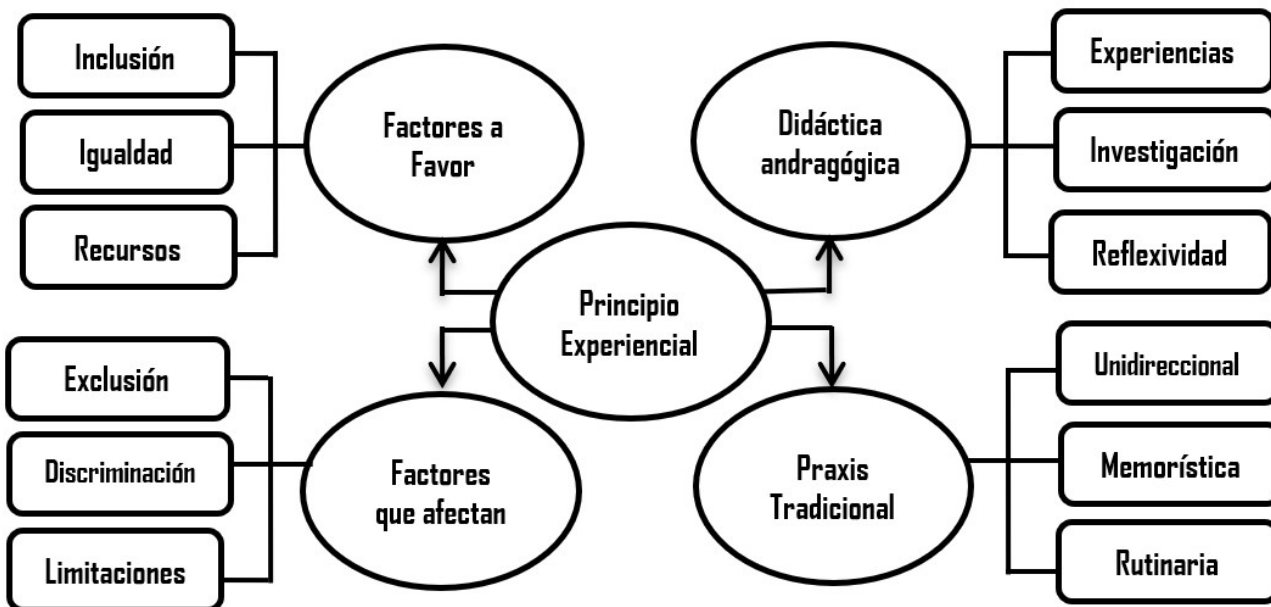 Inclusión
Igualdad
Recursos
Factores a
Favor
Didáctica
andragógica
Experiencias
Investigación
Reflexividad
Principio
Experiencial
Exclusión
Discriminación
Limitaciones
Factores
que afectan
Praxis
Tradicional
Unidireccional
Memorística
Rutinaria